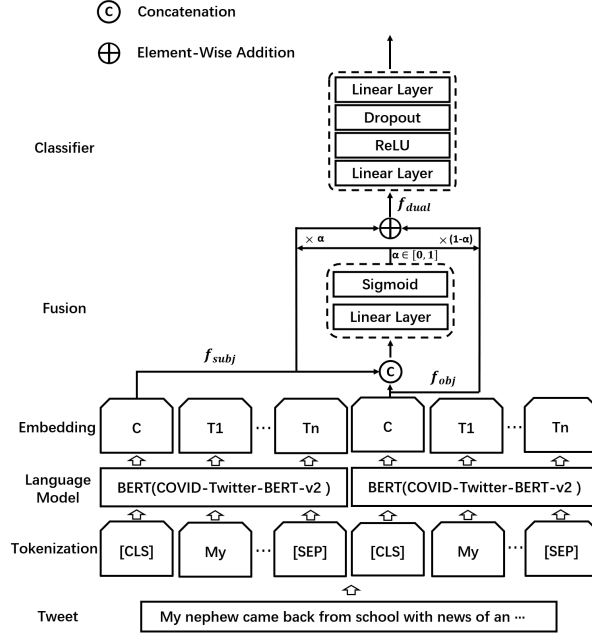 C Concatenation
Element-Wise Addition
Linear Layer
Dropout
Classifier
ReLU
Linear Layer
f_dual
× α
× (1-α)
α ∈ [0, 1]
Sigmoid
Fusion
Linear Layer
f_subj
C
f_obj
Embedding C T1 ··· Tn C T1 ··· Tn
Language
Model
BERT(COVID-Twitter-BERT-v2 ) BERT(COVID-Twitter-BERT-v2 )
Tokenization [CLS] My ··· [SEP] [CLS] My ··· [SEP]
Tweet My nephew came back from school with news of an ···